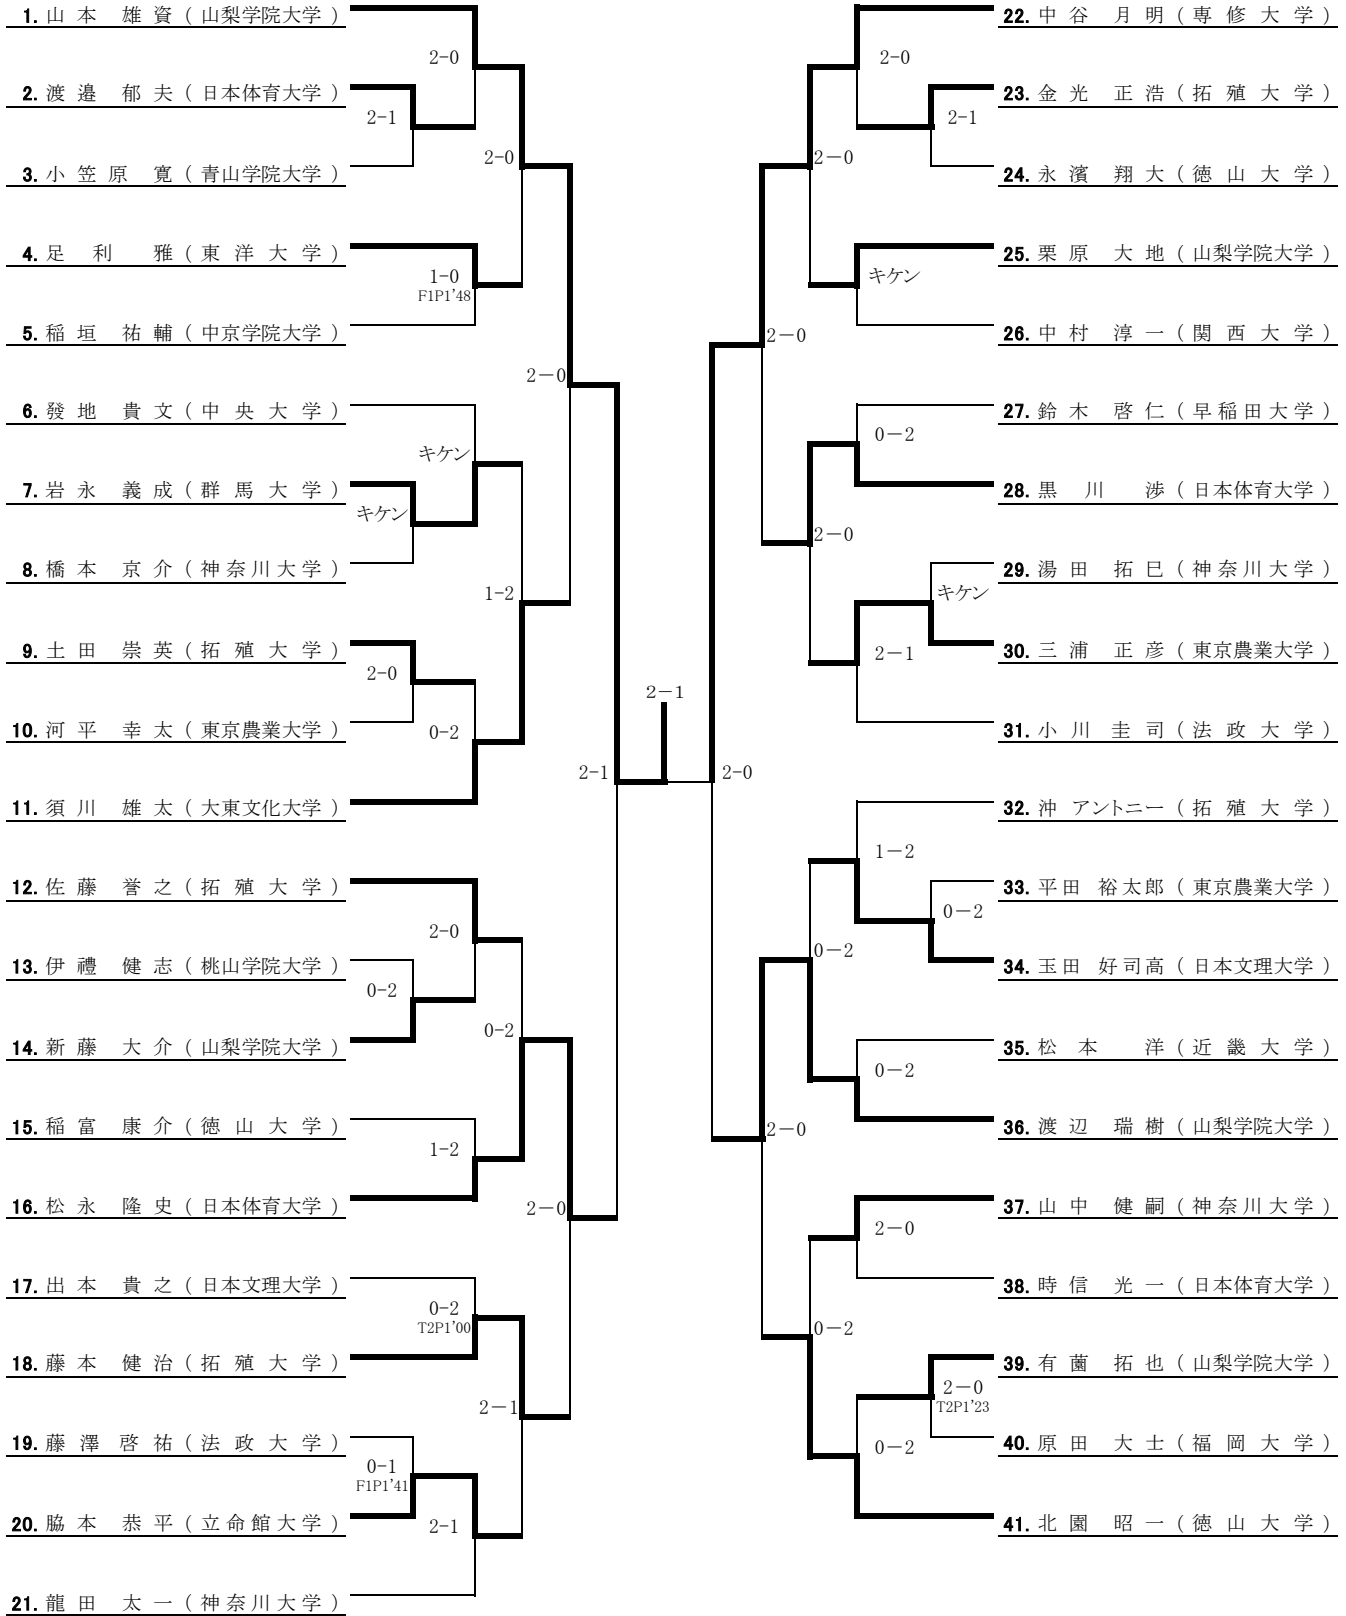 1. 山本 雄資 (山梨学院大学)
2-0
2. 渡邉 郁夫 (日本体育大学)
2-1
3. 小笠原 寛 (青山学院大学)
2-0
4. 足利 雅 (東洋大学)
1-0
F1P1'48
5. 稲垣 祐輔 (中京学院大学)
2-0
6. 發地 貴文 (中央大学)
キケン
7. 岩永 義成 (群馬大学)
キケン
8. 橋本 京介 (神奈川大学)
1-2
9. 土田 崇英 (拓殖大学)
2-0
10. 河平 幸太 (東京農業大学)
0-2
2-1
11. 須川 雄太 (大東文化大学)
12. 佐藤 誉之 (拓殖大学)
2-0
13. 伊禮 健志 (桃山学院大学)
0-2
0-2
14. 新藤 大介 (山梨学院大学)
15. 稲富 康介 (徳山大学)
1-2
16. 松永 隆史 (日本体育大学)
2-0
17. 出本 貴之 (日本文理大学)
0-2
T2P1'00
18. 藤本 健治 (拓殖大学)
2-1
19. 藤澤 啓祐 (法政大学)
0-1
F1P1'41
20. 脇本 恭平 (立命館大学)
2-1
21. 龍田 太一 (神奈川大学)
2-1
22. 中谷 月明 (専修大学)
2-0
23. 金光 正浩 (拓殖大学)
2-1
2-0
24. 永濱 翔大 (徳山大学)
25. 栗原 大地 (山梨学院大学)
キケン
26. 中村 淳一 (関西大学)
2-0
27. 鈴木 啓仁 (早稲田大学)
0-2
28. 黒川 渉 (日本体育大学)
2-0
29. 湯田 拓巳 (神奈川大学)
キケン
30. 三浦 正彦 (東京農業大学)
2-1
31. 小川 圭司 (法政大学)
2-0
32. 沖 アントニー (拓殖大学)
1-2
33. 平田 裕太郎 (東京農業大学)
0-2
0-2
34. 玉田 好司高 (日本文理大学)
35. 松本 洋 (近畿大学)
0-2
36. 渡辺 瑞樹 (山梨学院大学)
2-0
37. 山中 健嗣 (神奈川大学)
2-0
38. 時信 光一 (日本体育大学)
0-2
39. 有薗 拓也 (山梨学院大学)
2-0
T2P1'23
40. 原田 大士 (福岡大学)
0-2
41. 北園 昭一 (徳山大学)